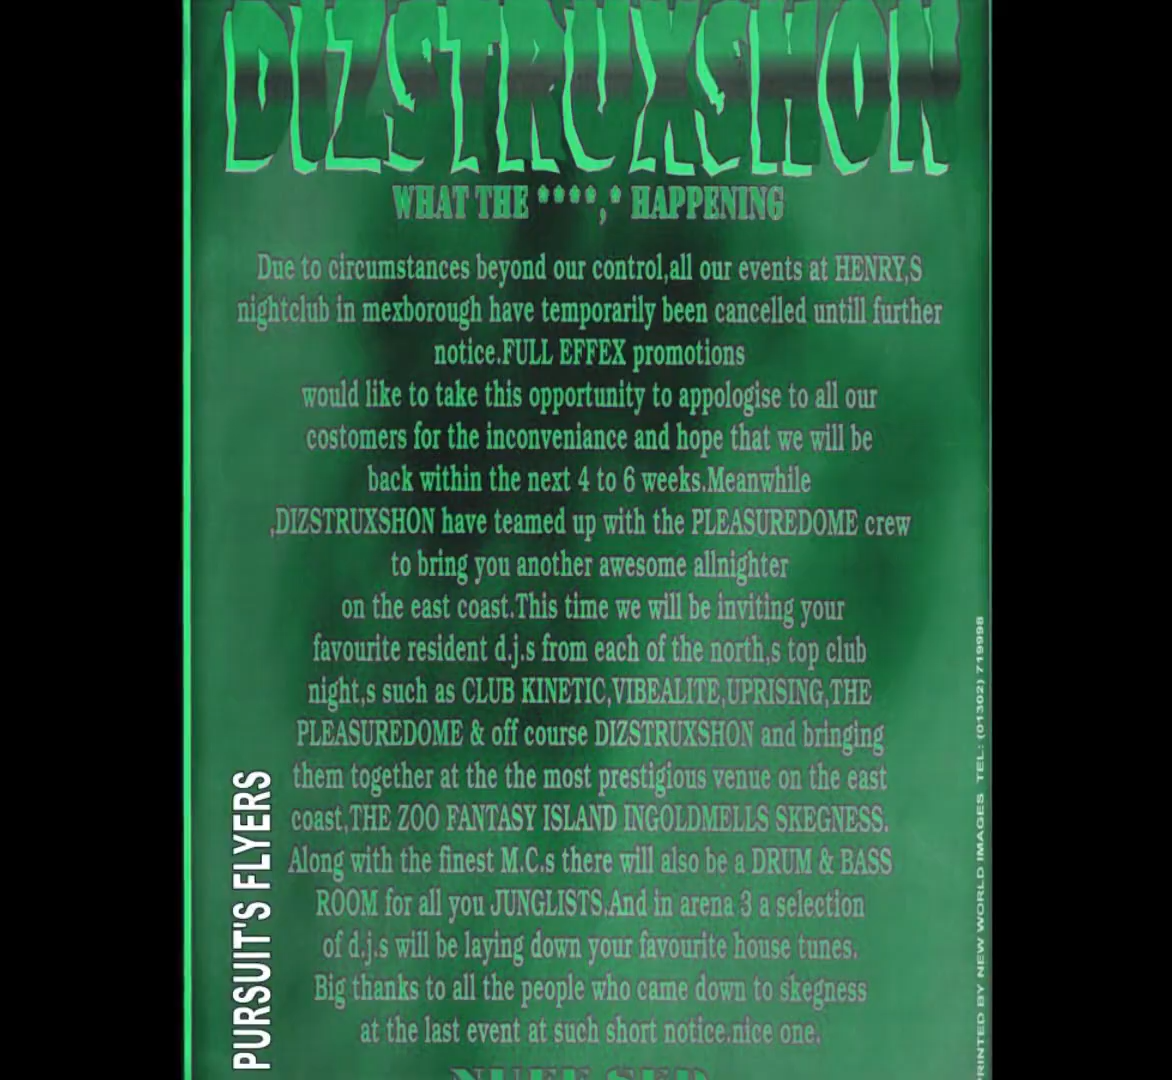 DIZSTRUXSHON
WHAT THE ****,* HAPPENING
Due to circumstances beyond our control,all our events at HENRY,S
nightclub in mexborough have temporarily been cancelled untill further
notice.FULL EFFEX promotions
would like to take this opportunity to appologise to all our
costomers for the inconveniance and hope that we will be
back within the next 4 to 6 weeks.Meanwhile
,DIZSTRUXSHON have teamed up with the PLEASUREDOME crew
to bring you another awesome allnighter
on the east coast.This time we will be inviting your
favourite resident d.j.s from each of the north,s top club
night,s such as CLUB KINETIC,VIBEALITE,UPRISING,THE
PLEASUREDOME & off course DIZSTRUXSHON and bringing
them together at the the most prestigious venue on the east
coast,THE ZOO FANTASY ISLAND INGOLDMELLS SKEGNESS.
Along with the finest M.C.s there will also be a DRUM & BASS
ROOM for all you JUNGLISTS.And in arena 3 a selection
of d.j.s will be laying down your favourite house tunes.
Big thanks to all the people who came down to skegness
at the last event at such short notice.nice one.
NUFF SED
PURSUIT'S FLYERS
PRINTED BY NEW WORLD IMAGES TEL: (01302) 719998